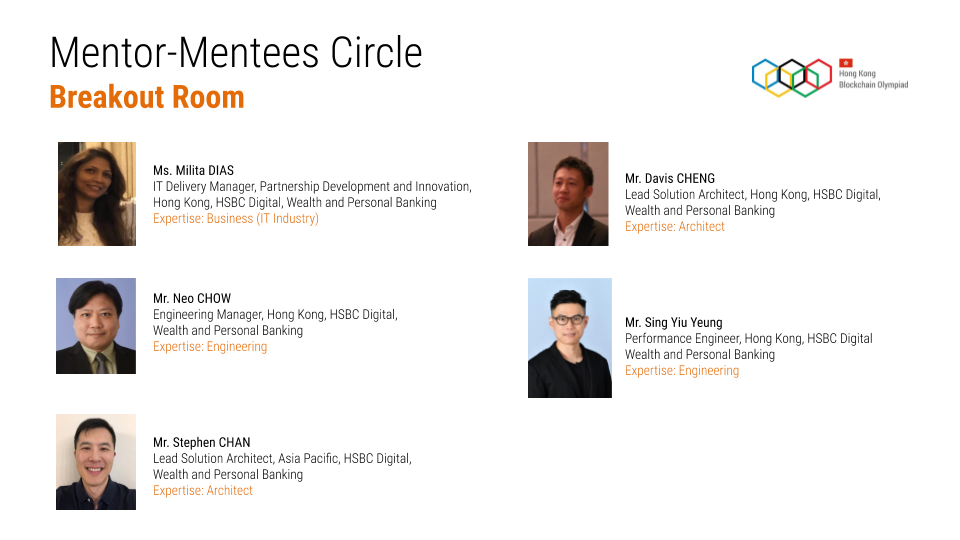 Mentor-Mentees Circle
Breakout Room
Hong Kong
Blockchain Olympiad
Ms. Milita DIAS
IT Delivery Manager, Partnership Development and Innovation,
Hong Kong, HSBC Digital, Wealth and Personal Banking
Expertise: Business (IT Industry)
Mr. Davis CHENG
Lead Solution Architect, Hong Kong, HSBC Digital,
Wealth and Personal Banking
Expertise: Architect
Mr. Neo CHOW
Engineering Manager, Hong Kong, HSBC Digital,
Wealth and Personal Banking
Expertise: Engineering
Mr. Sing Yiu Yeung
Performance Engineer, Hong Kong, HSBC Digital
Wealth and Personal Banking
Expertise: Engineering
Mr. Stephen CHAN
Lead Solution Architect, Asia Pacific, HSBC Digital,
Wealth and Personal Banking
Expertise: Architect